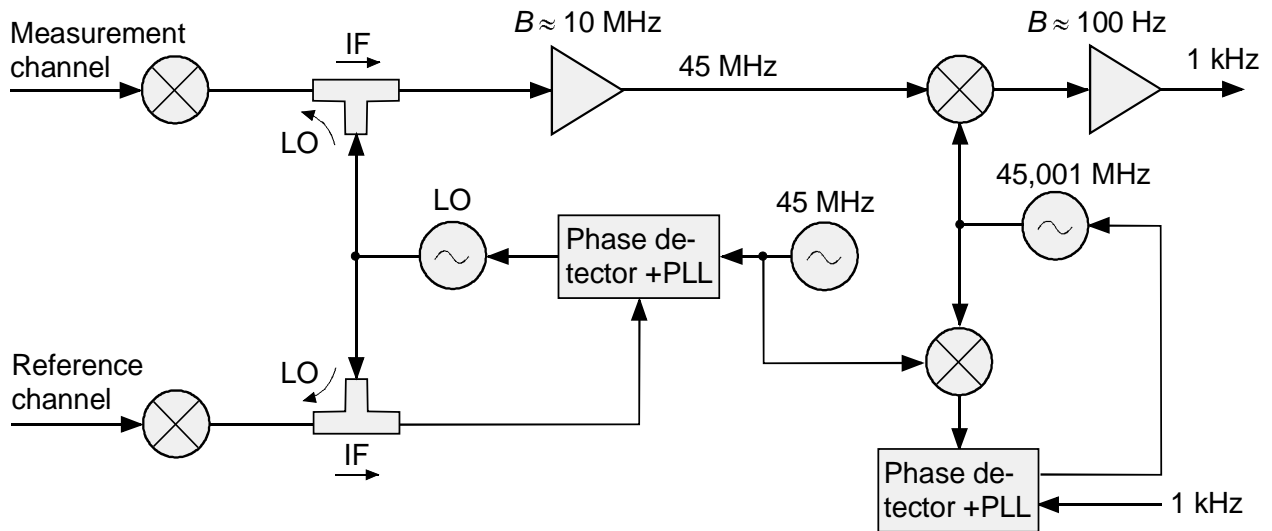 B ≈ 10 MHz
B ≈ 100 Hz
Measurement
channel
IF
45 MHz
1 kHz
LO
45,001 MHz
LO
45 MHz
Phase de-
tector +PLL
Reference
channel
LO
IF
Phase de-
tector +PLL
1 kHz